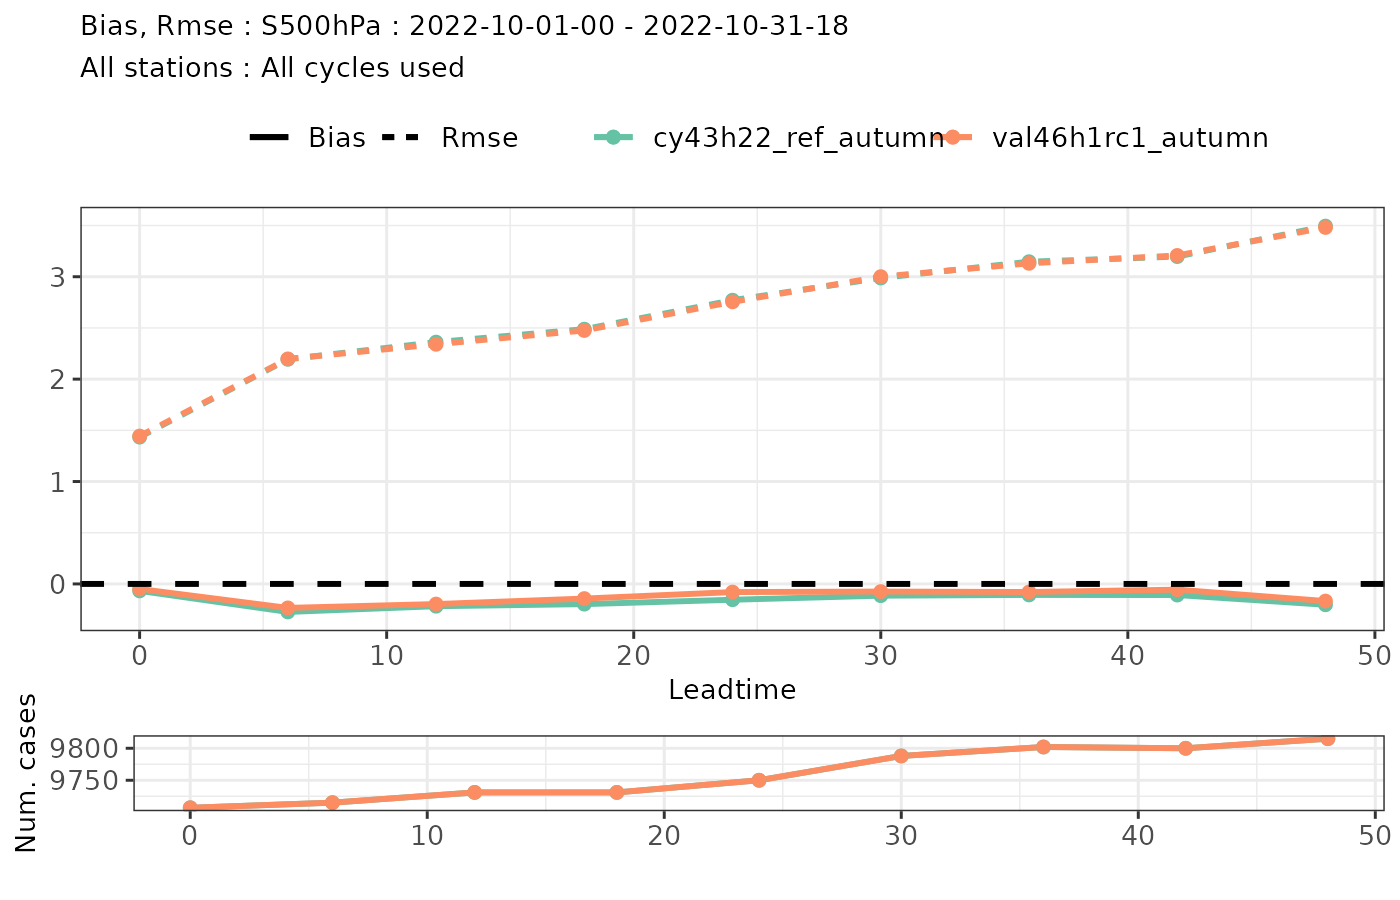 Bias, Rmse : S500hPa : 2022-10-01-00 - 2022-10-31-18
All stations : All cycles used
Bias Rmse cy43h22_ref_autumn val46h1rc1_autumn
3
2
1
0
0 10 20 30 40 50
Leadtime
Num. cases
9800
9750
0 10 20 30 40 50